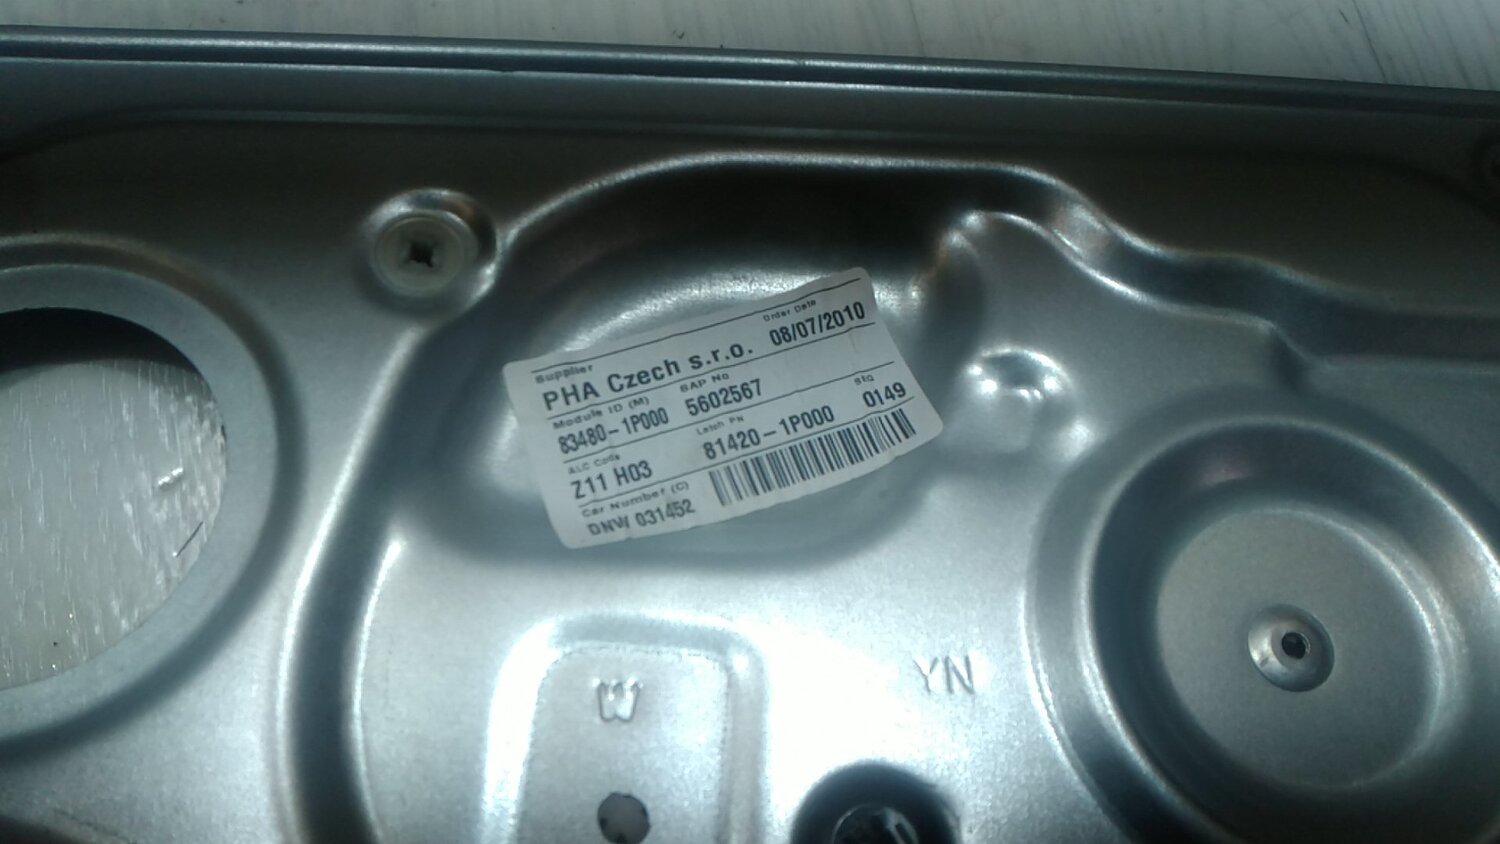 Supplier
Order Date
PHA Czech s.r.o. 08/07/2010
Module ID (M) SAP No
83480-1P000 5602567
ALC Code Latch PN SEQ
Z11 H03 81420-1P000 0149
Car Number (C)
DNW 031452
W
YN